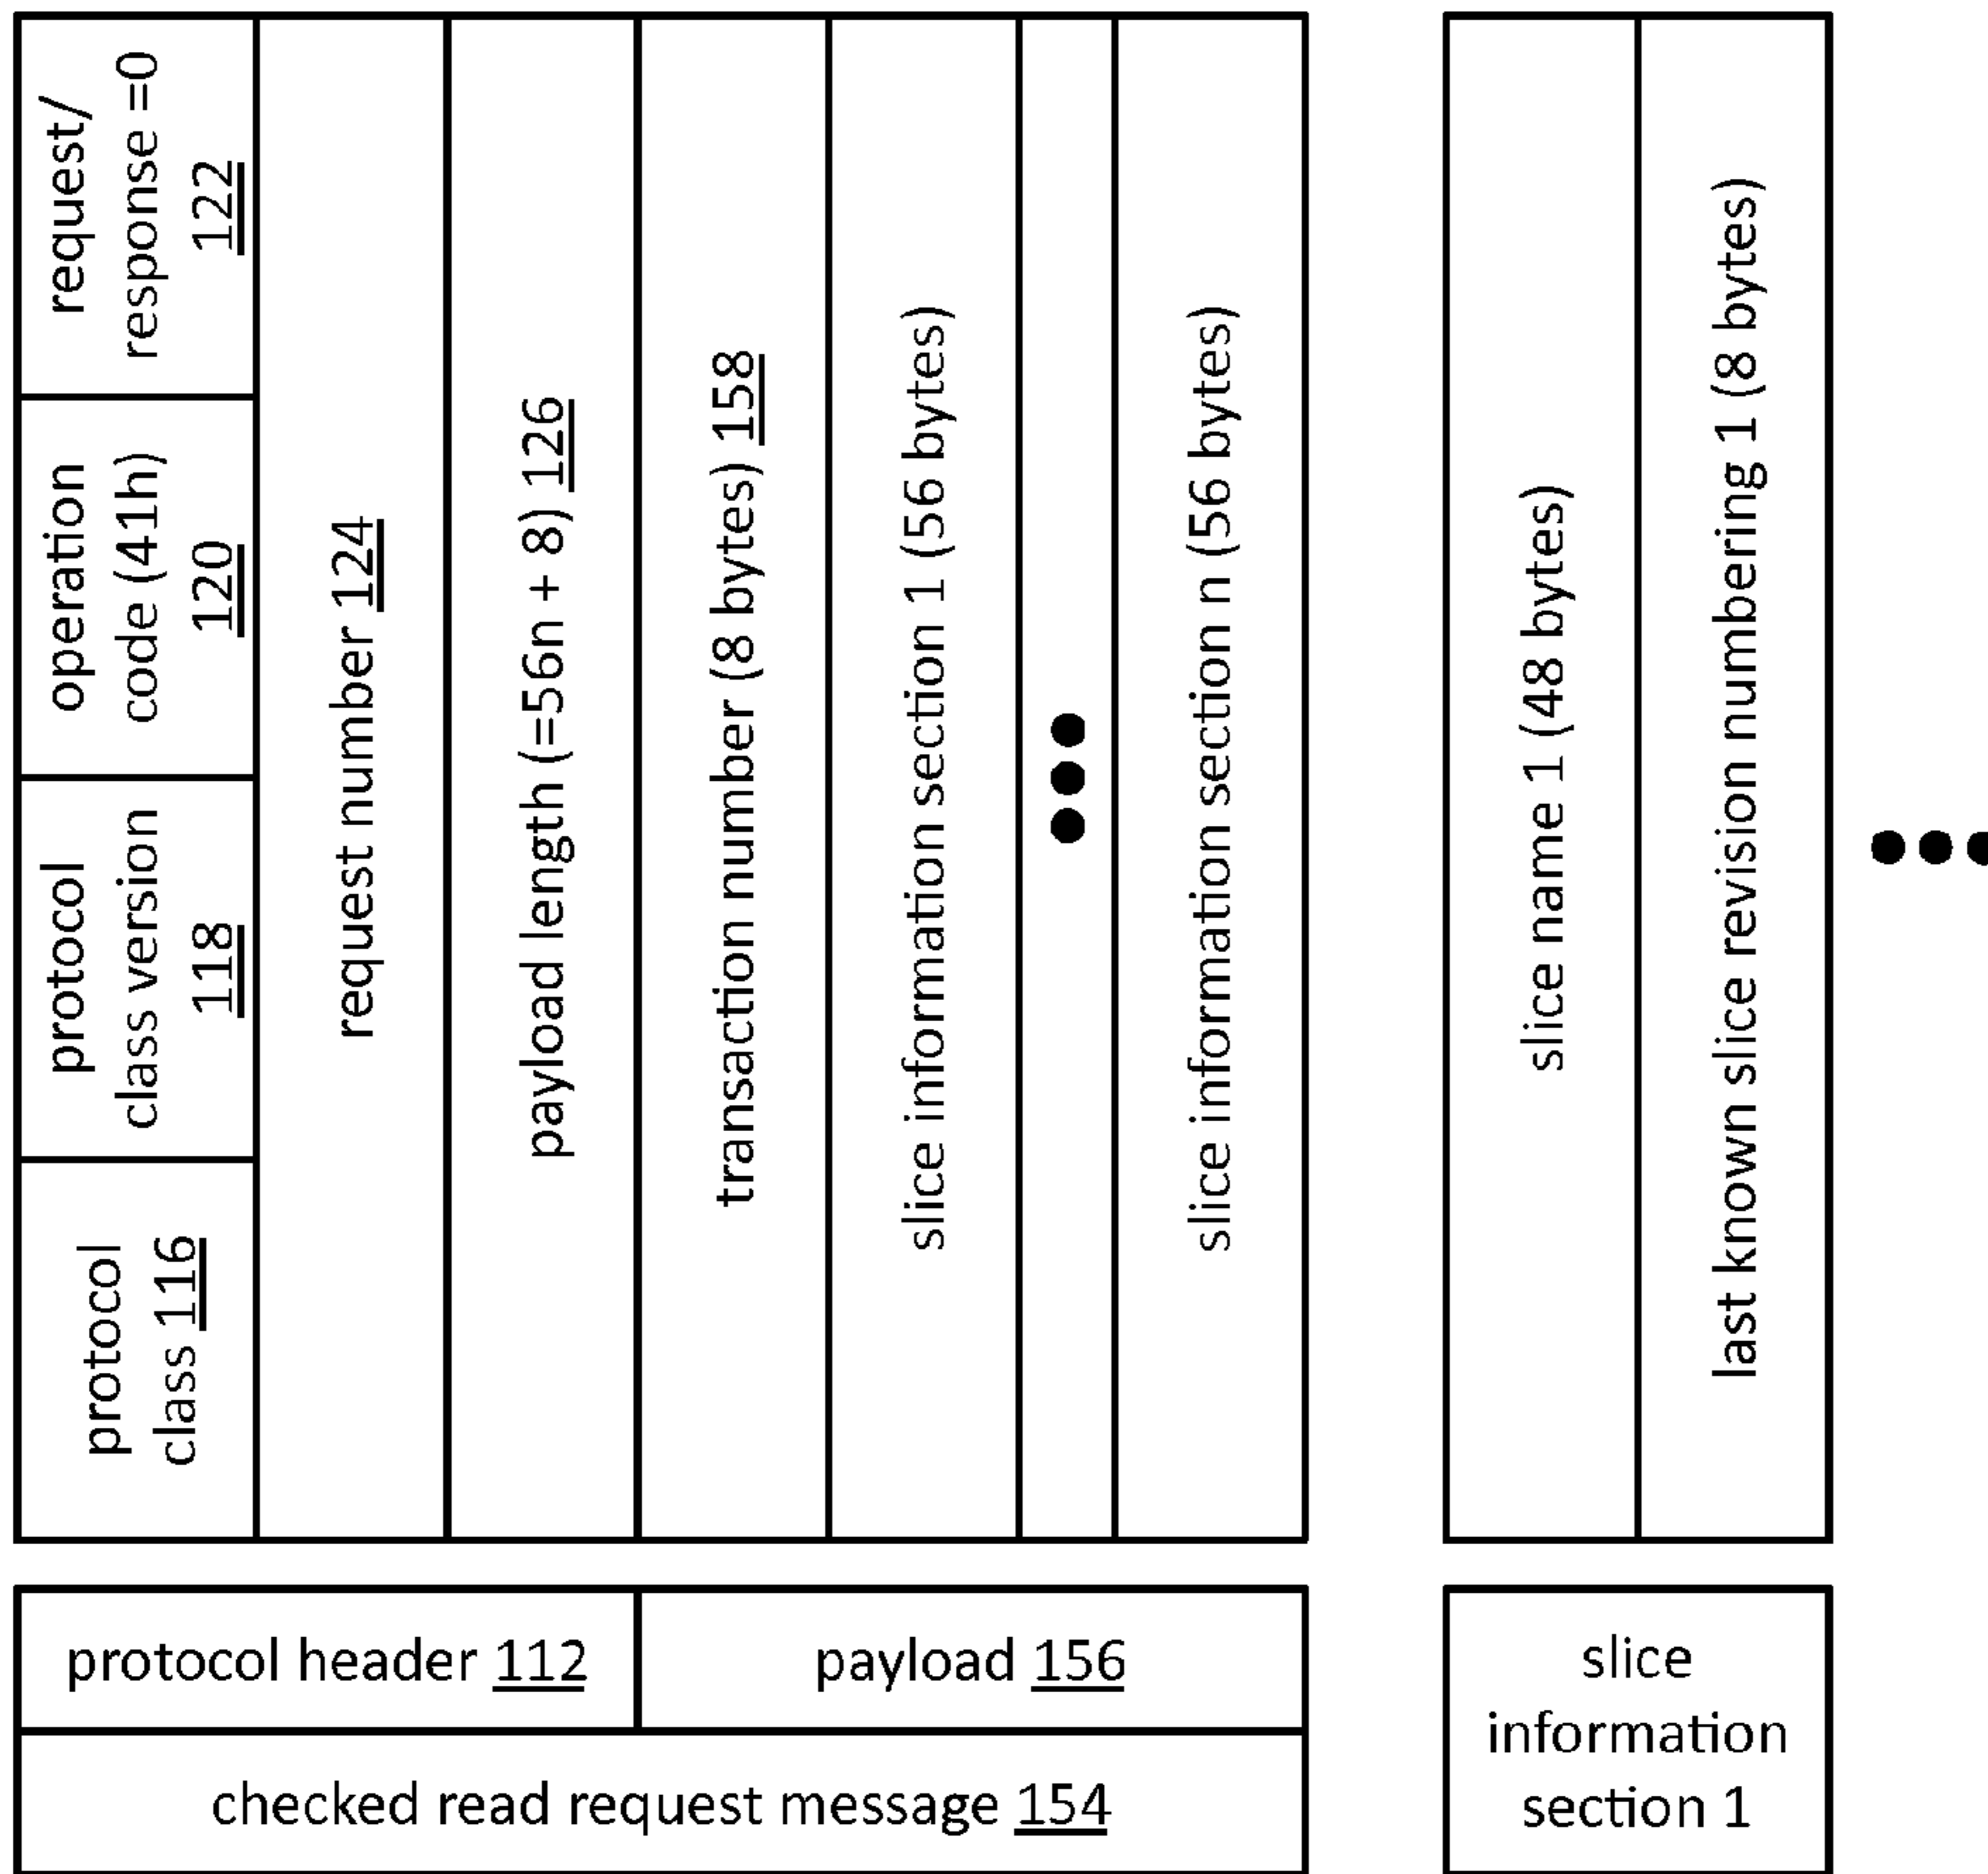 protocol
class 116
protocol
class version
118
operation
code (41h)
120
request/
response =0
122
request number 124
payload length (=56n + 8) 126
transaction number (8 bytes) 158
slice information section 1 (56 bytes)
slice information section n (56 bytes)
protocol header 112
payload 156
checked read request message 154
slice name 1 (48 bytes)
last known slice revision numbering 1 (8 bytes)
slice
information
section 1